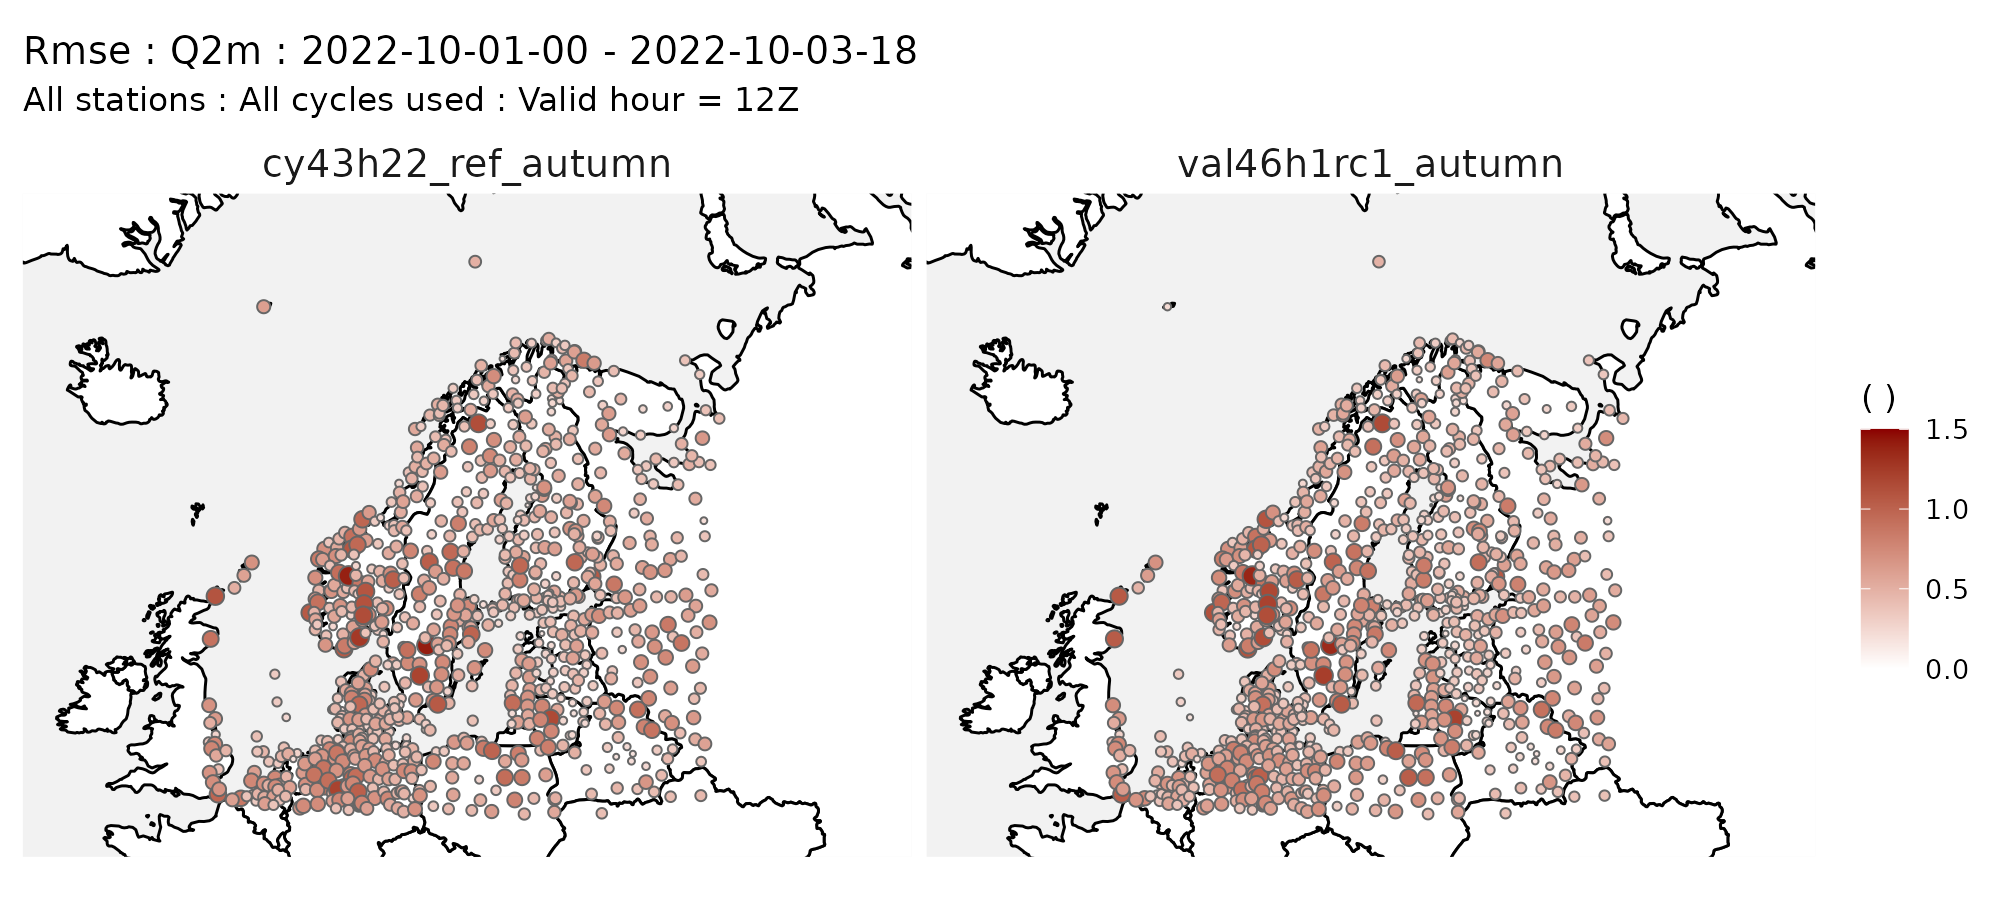 Rmse : Q2m : 2022-10-01-00 - 2022-10-03-18
All stations : All cycles used : Valid hour = 12Z
cy43h22_ref_autumn
val46h1rc1_autumn
( )
1.5
1.0
0.5
0.0